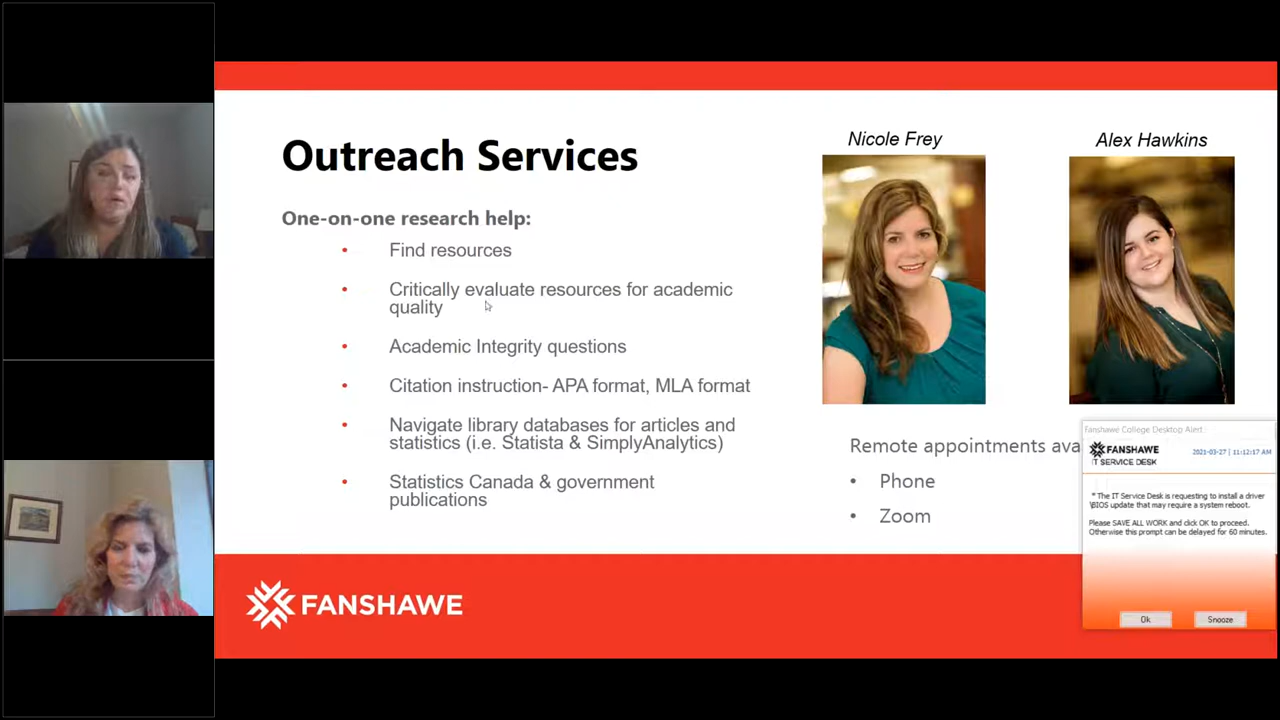 Outreach Services
One-on-one research help:
• Find resources
• Critically evaluate resources for academic
quality
• Academic Integrity questions
• Citation instruction- APA format, MLA format
• Navigate library databases for articles and
statistics (i.e. Statista & SimplyAnalytics)
• Statistics Canada & government
publications
Nicole Frey
Alex Hawkins
Remote appointments ava
• Phone
• Zoom
Fanshawe College Desktop Alert
FANSHAWE
IT SERVICE DESK
2021-03-27 | 11:12:17 AM
* The IT Service Desk is requesting to install a driver
\BIOS update that may require a system reboot.
Please SAVE ALL WORK and click OK to proceed.
Otherwise this prompt can be delayed for 60 minutes.
Ok
Snooze
FANSHAWE